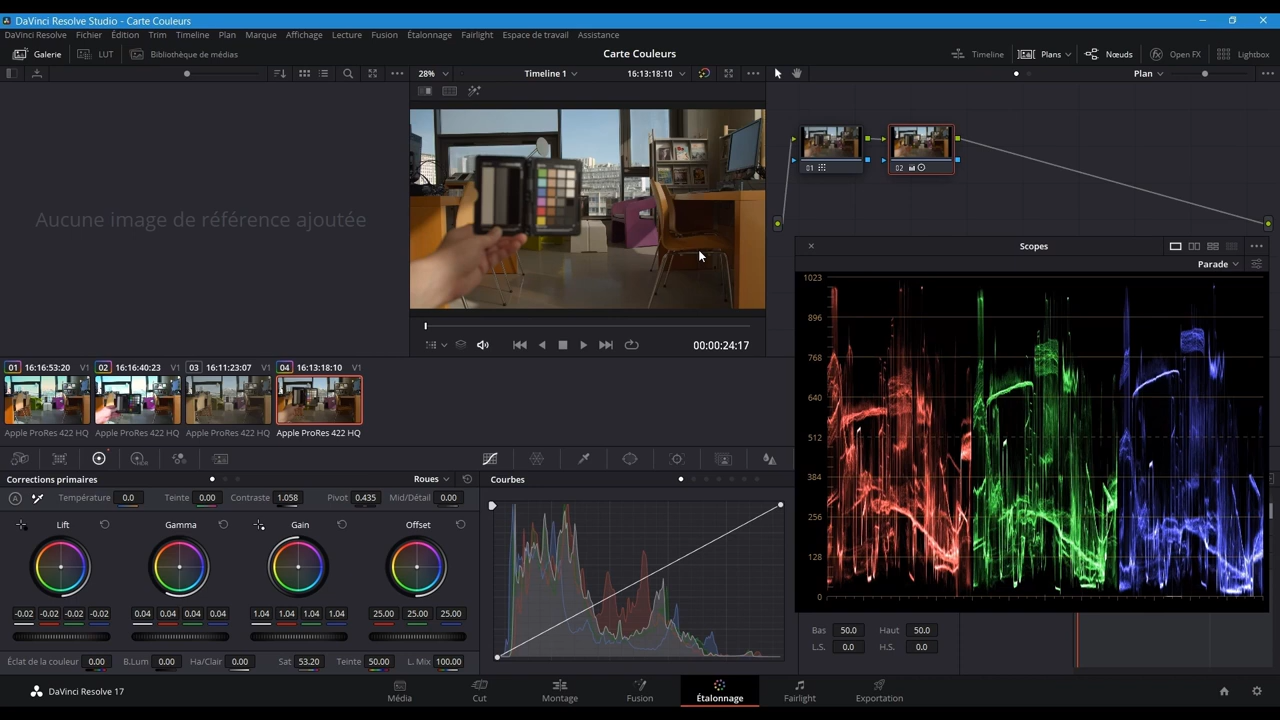 DaVinci Resolve Studio - Carte Couleurs
DaVinci Resolve Fichier Édition Trim Timeline Plan Marque Affichage Lecture Fusion Étalonnage Fairlight Espace de travail Assistance
Galerie LUT Bibliothèque de médias Carte Couleurs Timeline Plans Nœuds Open FX Lightbox
28% Timeline 1 16:13:18:10 Plan
Aucune image de référence ajoutée
01 02
Scopes
Parade
1023
896
768
640
512
384
256
128
0
00:00:24:17
01 16:16:53:20 V1 02 16:16:40:23 V1 03 16:11:23:07 V1 04 16:13:18:10 V1
Apple ProRes 422 HQ Apple ProRes 422 HQ Apple ProRes 422 HQ Apple ProRes 422 HQ
Corrections primaires Roues Courbes
A Température 0.0 Teinte 0.00 Contraste 1.058 Pivot 0.435 Mid/Détail 0.00
Lift Gamma Gain Offset
-0.02 -0.02 -0.02 -0.02 0.04 0.04 0.04 0.04 1.04 1.04 1.04 1.04 25.00 25.00 25.00
Bas 50.0 Haut 50.0
L.S. 0.0 H.S. 0.0
Éclat de la couleur 0.00 B.Lum 0.00 Ha/Clair 0.00 Sat 53.20 Teinte 50.00 L. Mix 100.00
DaVinci Resolve 17 Média Cut Montage Fusion Étalonnage Fairlight Exportation